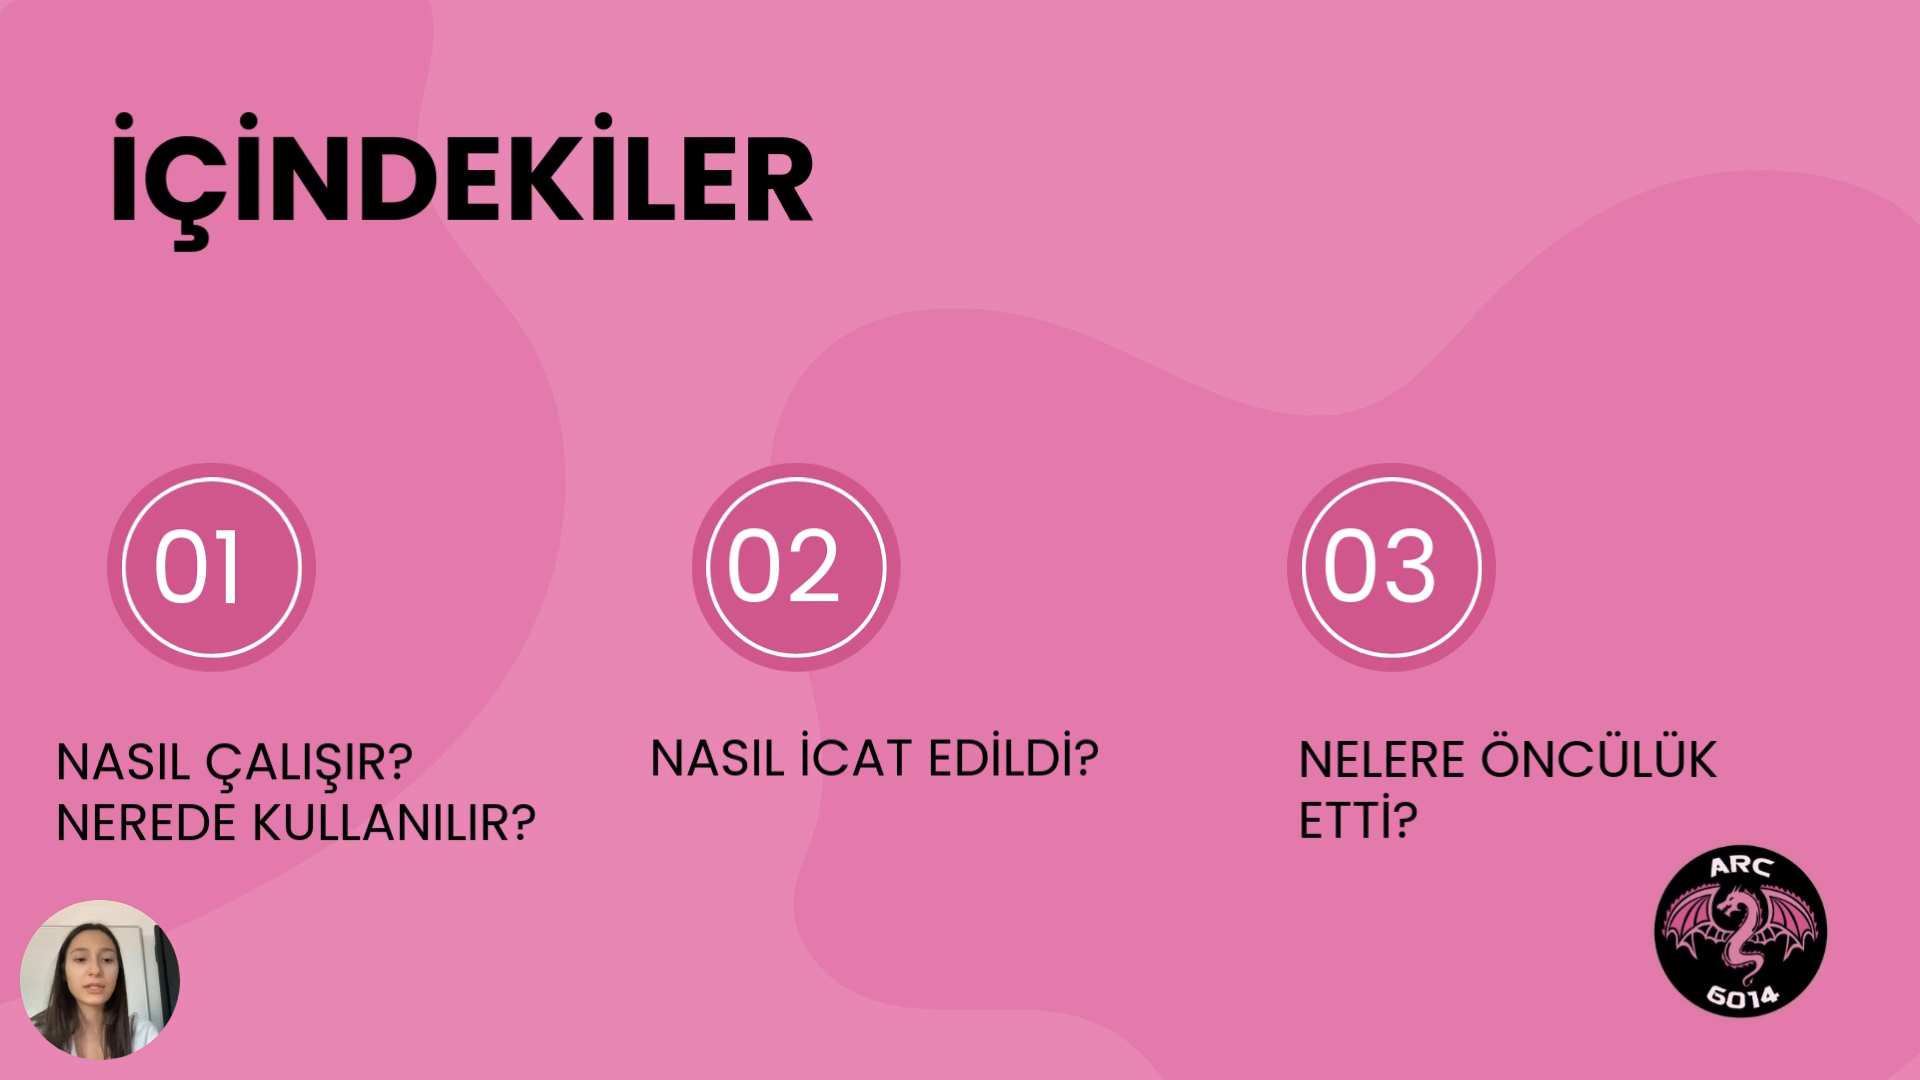 İÇİNDEKİLER
01
02
03
NASIL ÇALIŞIR?
NEREDE KULLANILIR?
NASIL İCAT EDİLDİ?
NELERE ÖNCÜLÜK
ETTİ?
ARC
6014